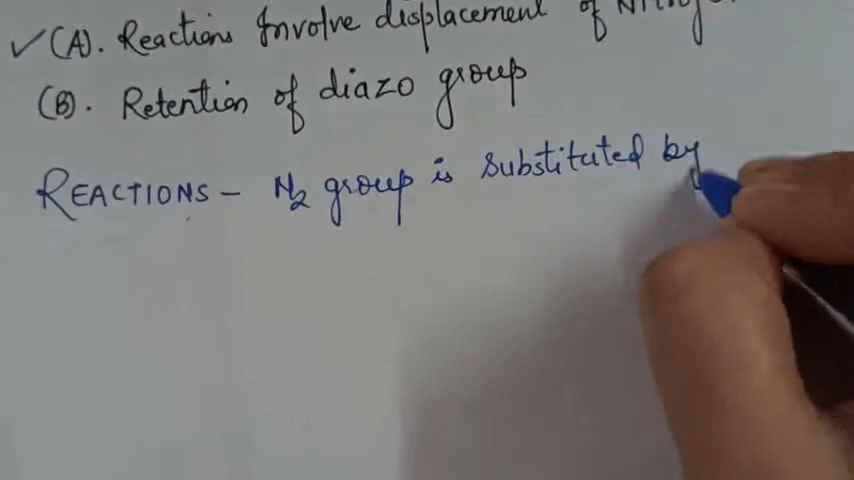 ✓(A). Reactions Involve displacement of
(B). Retention of diazo group
REACTIONS - N2 group is substituted by